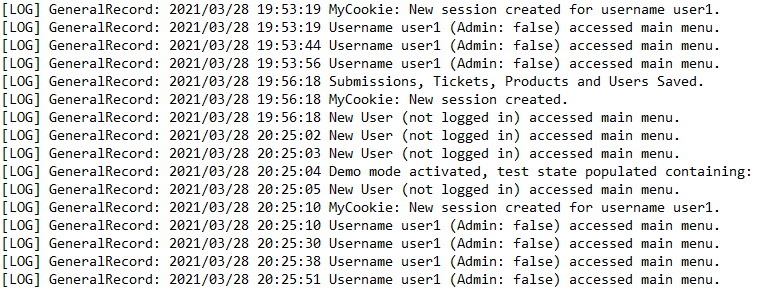 [LOG] GeneralRecord: 2021/03/28 19:53:19 MyCookie: New session created for username user1.
[LOG] GeneralRecord: 2021/03/28 19:53:19 Username user1 (Admin: false) accessed main menu.
[LOG] GeneralRecord: 2021/03/28 19:53:44 Username user1 (Admin: false) accessed main menu.
[LOG] GeneralRecord: 2021/03/28 19:53:56 Username user1 (Admin: false) accessed main menu.
[LOG] GeneralRecord: 2021/03/28 19:56:18 Submissions, Tickets, Products and Users Saved.
[LOG] GeneralRecord: 2021/03/28 19:56:18 MyCookie: New session created.
[LOG] GeneralRecord: 2021/03/28 19:56:18 New User (not logged in) accessed main menu.
[LOG] GeneralRecord: 2021/03/28 20:25:02 New User (not logged in) accessed main menu.
[LOG] GeneralRecord: 2021/03/28 20:25:03 New User (not logged in) accessed main menu.
[LOG] GeneralRecord: 2021/03/28 20:25:04 Demo mode activated, test state populated containing:
[LOG] GeneralRecord: 2021/03/28 20:25:05 New User (not logged in) accessed main menu.
[LOG] GeneralRecord: 2021/03/28 20:25:10 MyCookie: New session created for username user1.
[LOG] GeneralRecord: 2021/03/28 20:25:10 Username user1 (Admin: false) accessed main menu.
[LOG] GeneralRecord: 2021/03/28 20:25:30 Username user1 (Admin: false) accessed main menu.
[LOG] GeneralRecord: 2021/03/28 20:25:38 Username user1 (Admin: false) accessed main menu.
[LOG] GeneralRecord: 2021/03/28 20:25:51 Username user1 (Admin: false) accessed main menu.